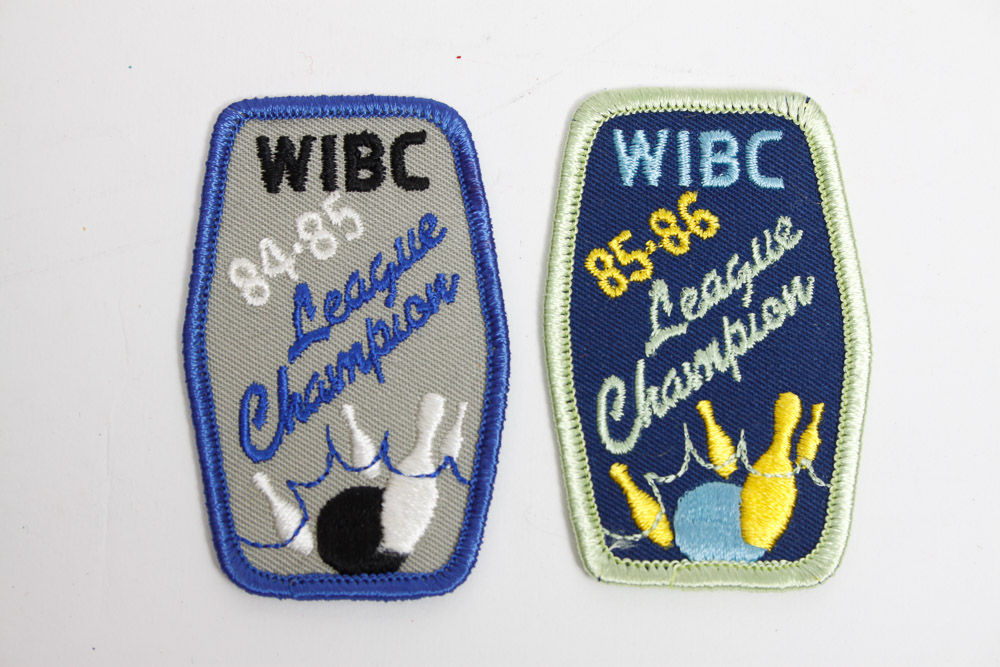 WIBC
84-85
League
Champion
WIBC
85-86
League
Champion